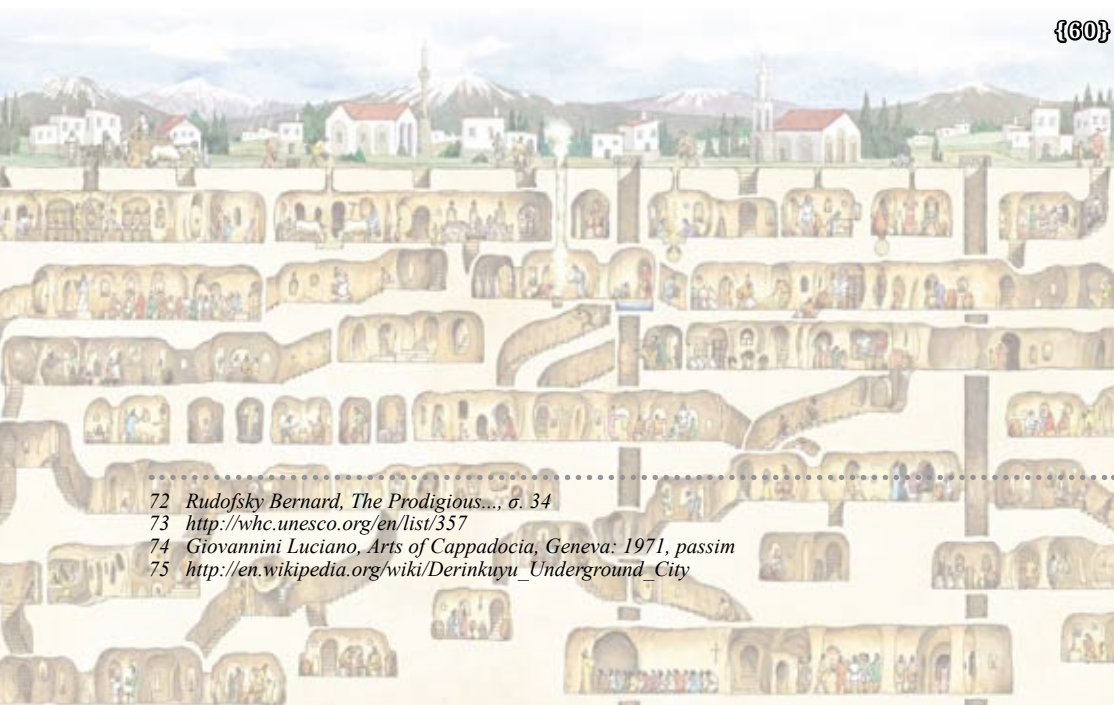 {60}
72 Rudofsky Bernard, The Prodigious..., σ. 34
73 http://whc.unesco.org/en/list/357
74 Giovannini Luciano, Arts of Cappadocia, Geneva: 1971, passim
75 http://en.wikipedia.org/wiki/Derinkuyu_Underground_City